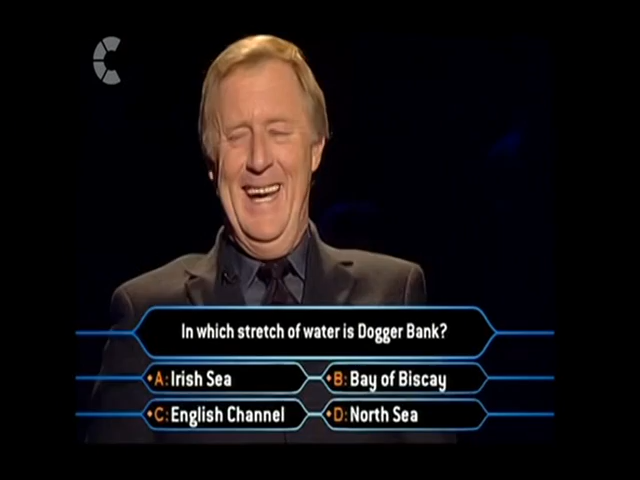 In which stretch of water is Dogger Bank?
A: Irish Sea
B: Bay of Biscay
C: English Channel
D: North Sea